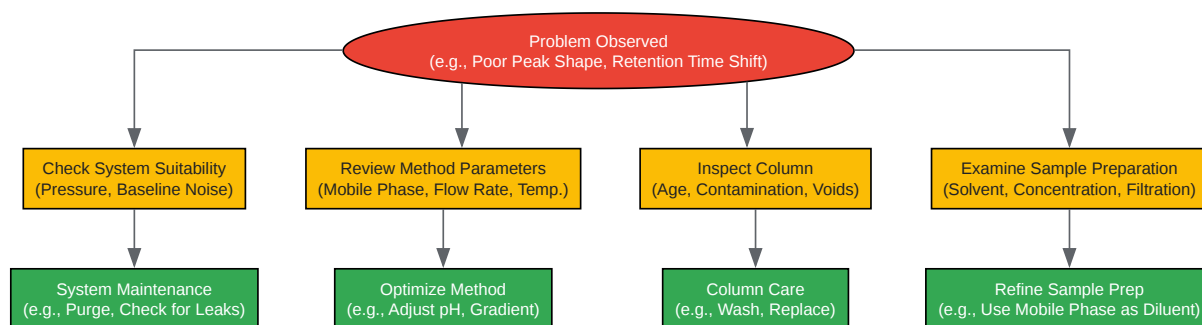 Problem Observed
(e.g., Poor Peak Shape, Retention Time Shift)
Check System Suitability
(Pressure, Baseline Noise)
Review Method Parameters
(Mobile Phase, Flow Rate, Temp.)
Inspect Column
(Age, Contamination, Voids)
Examine Sample Preparation
(Solvent, Concentration, Filtration)
System Maintenance
(e.g., Purge, Check for Leaks)
Optimize Method
(e.g., Adjust pH, Gradient)
Column Care
(e.g., Wash, Replace)
Refine Sample Prep
(e.g., Use Mobile Phase as Diluent)